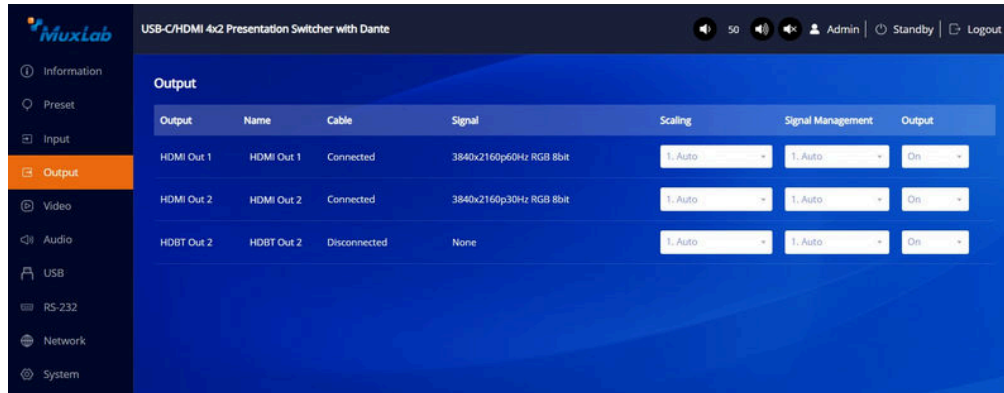 MuxLab
USB-C/HDMI 4x2 Presentation Switcher with Dante
50
Admin
Standby
Logout
Information
Preset
Input
Output
Video
Audio
USB
RS-232
Network
System
Output
Output Name Cable Signal Scaling Signal Management Output
HDMI Out 1 HDMI Out 1 Connected 3840x2160p60Hz RGB 8bit 1. Auto 1. Auto On
HDMI Out 2 HDMI Out 2 Connected 3840x2160p30Hz RGB 8bit 1. Auto 1. Auto On
HDBT Out 2 HDBT Out 2 Disconnected None 1. Auto 1. Auto On